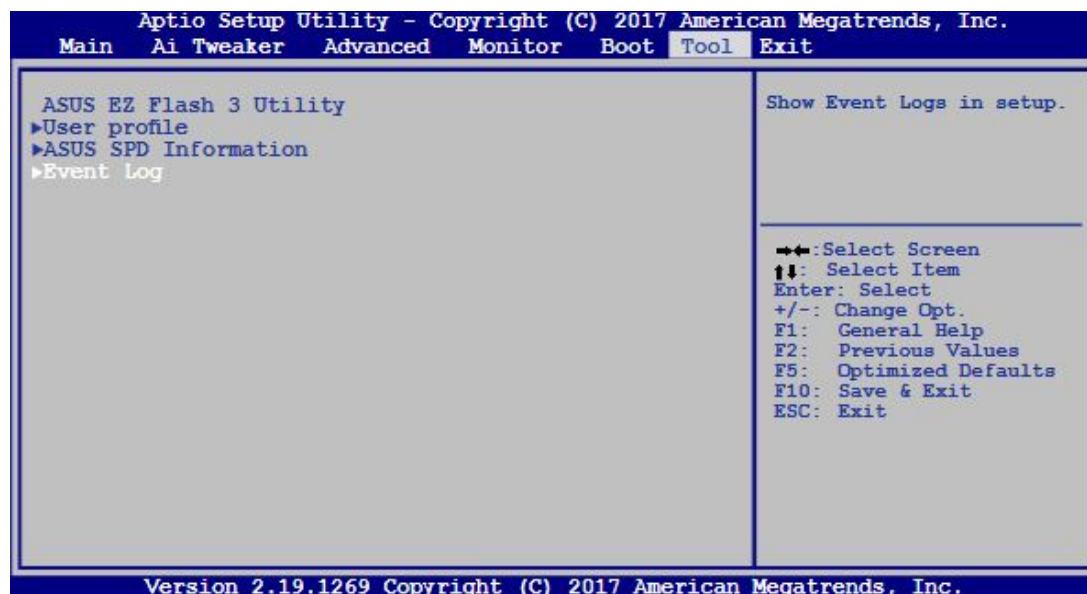 Aptio Setup Utility - Copyright (C) 2017 American Megatrends, Inc.
Main Ai Tweaker Advanced Monitor Boot Tool Exit
ASUS EZ Flash 3 Utility
▶User profile
▶ASUS SPD Information
▶Event Log
Show Event Logs in setup.
→←:Select Screen
↑↓: Select Item
Enter: Select
+/-: Change Opt.
F1: General Help
F2: Previous Values
F5: Optimized Defaults
F10: Save & Exit
ESC: Exit
Version 2.19.1269 Copyright (C) 2017 American Megatrends, Inc.